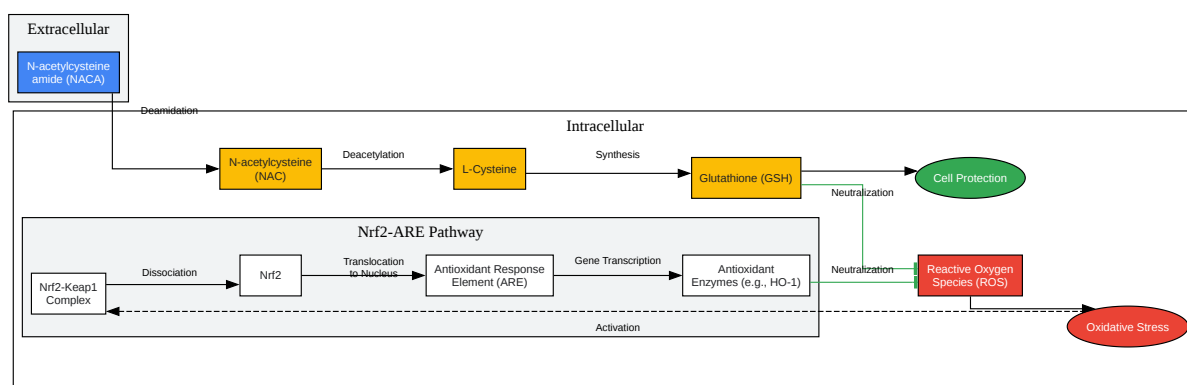 Extracellular
N-acetylcysteine
amide (NACA)
Deamidation
Intracellular
N-acetylcysteine
(NAC)
Deacetylation
L-Cysteine
Synthesis
Glutathione (GSH)
Cell Protection
Neutralization
Nrf2-ARE Pathway
Nrf2-Keap1
Complex
Dissociation
Nrf2
Translocation
to Nucleus
Antioxidant Response
Element (ARE)
Gene Transcription
Antioxidant
Enzymes (e.g., HO-1)
Neutralization
Reactive Oxygen
Species (ROS)
Oxidative Stress
Activation